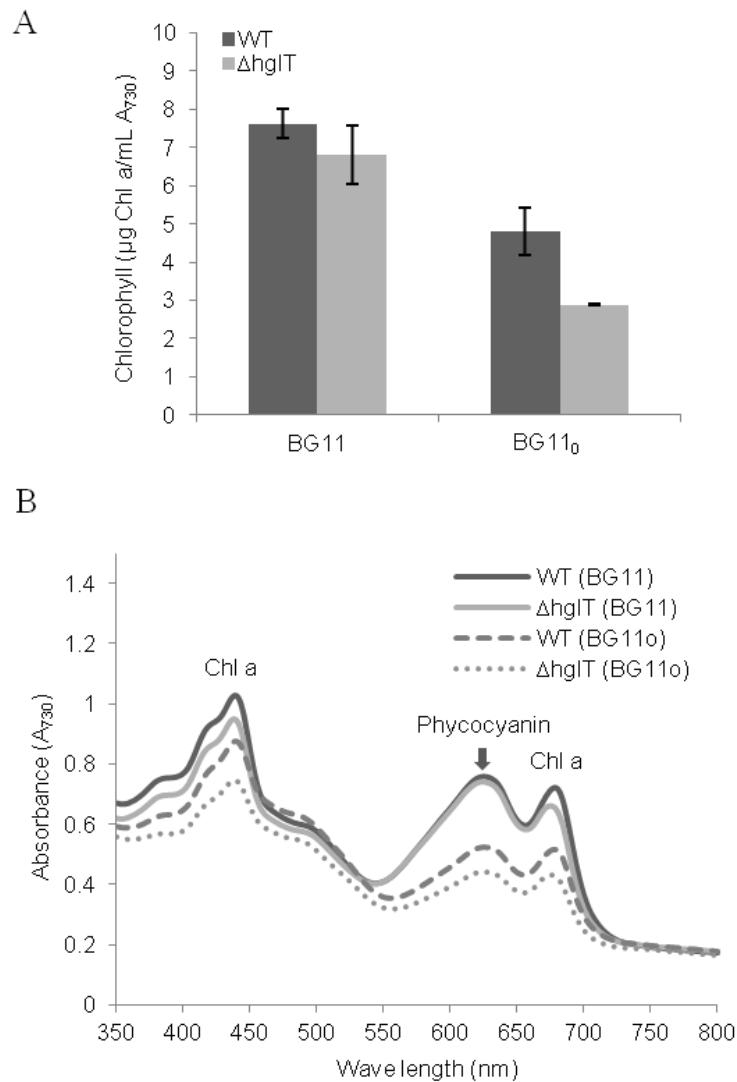 A
WT
ΔhglT
10
9
8
7
6
5
4
3
2
1
0
Chlorophyll (µg Chl a/mL A₇₃₀)
BG11
BG11₀
B
WT (BG11)
ΔhglT (BG11)
WT (BG11o)
ΔhglT (BG11o)
Chl a
Phycocyanin
Chl a
1.4
1.2
1
0.8
0.6
0.4
0.2
0
Absorbance (A₇₃₀)
350 400 450 500 550 600 650 700 750 800
Wave length (nm)